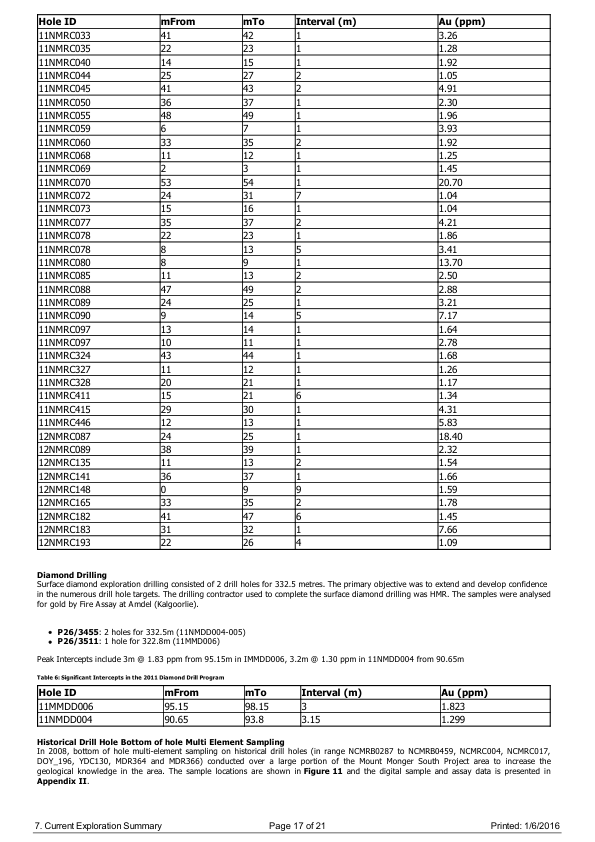 Hole ID mFrom mTo Interval (m) Au (ppm)
11NMRC033 41 42 1 3.26
11NMRC035 22 23 1 1.28
11NMRC040 14 15 1 1.92
11NMRC044 25 27 2 1.05
11NMRC045 41 43 2 4.91
11NMRC050 36 37 1 2.30
11NMRC055 48 49 1 1.96
11NMRC059 6 7 1 3.93
11NMRC060 33 35 2 1.92
11NMRC068 11 12 1 1.25
11NMRC069 2 3 1 1.45
11NMRC070 53 54 1 20.70
11NMRC072 24 31 7 1.04
11NMRC073 15 16 1 1.04
11NMRC077 35 37 2 4.21
11NMRC078 22 23 1 1.86
11NMRC078 8 13 5 3.41
11NMRC080 8 9 1 13.70
11NMRC085 11 13 2 2.50
11NMRC088 47 49 2 2.88
11NMRC089 24 25 1 3.21
11NMRC090 9 14 5 7.17
11NMRC097 13 14 1 1.64
11NMRC097 10 11 1 2.78
11NMRC324 43 44 1 1.68
11NMRC327 11 12 1 1.26
11NMRC328 20 21 1 1.17
11NMRC411 15 21 6 1.34
11NMRC415 29 30 1 4.31
11NMRC446 12 13 1 5.83
12NMRC087 24 25 1 18.40
12NMRC089 38 39 1 2.32
12NMRC135 11 13 2 1.54
12NMRC141 36 37 1 1.66
12NMRC148 0 9 9 1.59
12NMRC165 33 35 2 1.78
12NMRC182 41 47 6 1.45
12NMRC183 31 32 1 7.66
12NMRC193 22 26 4 1.09
Diamond Drilling
Surface diamond exploration drilling consisted of 2 drill holes for 332.5 metres. The primary objective was to extend and develop confidence
in the numerous drill hole targets. The drilling contractor used to complete the surface diamond drilling was HMR. The samples were analysed
for gold by Fire Assay at Amdel (Kalgoorlie).
• P26/3455: 2 holes for 332.5m (11NMDD004-005)
• P26/3511: 1 hole for 322.8m (11MMD006)
Peak Intercepts include 3m @ 1.83 ppm from 95.15m in IMMDD006, 3.2m @ 1.30 ppm in 11NMDD004 from 90.65m
Table 6: Significant Intercepts in the 2011 Diamond Drill Program
Hole ID mFrom mTo Interval (m) Au (ppm)
11MMDD006 95.15 98.15 3 1.823
11NMDD004 90.65 93.8 3.15 1.299
Historical Drill Hole Bottom of hole Multi Element Sampling
In 2008, bottom of hole multi-element sampling on historical drill holes (in range NCMRB0287 to NCMRB0459, NCMRC004, NCMRC017,
DOY_196, YDC130, MDR364 and MDR366) conducted over a large portion of the Mount Monger South Project area to increase the
geological knowledge in the area. The sample locations are shown in Figure 11 and the digital sample and assay data is presented in
Appendix II.
7. Current Exploration Summary Page 17 of 21 Printed: 1/6/2016